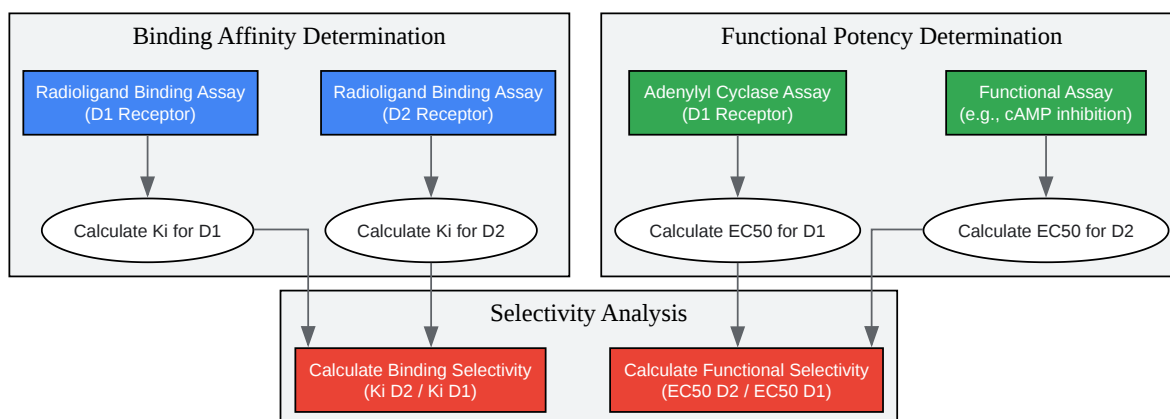 Binding Affinity Determination
Radioligand Binding Assay
(D1 Receptor)
Radioligand Binding Assay
(D2 Receptor)
Calculate Ki for D1
Calculate Ki for D2
Functional Potency Determination
Adenylyl Cyclase Assay
(D1 Receptor)
Functional Assay
(e.g., cAMP inhibition)
Calculate EC50 for D1
Calculate EC50 for D2
Selectivity Analysis
Calculate Binding Selectivity
(Ki D2 / Ki D1)
Calculate Functional Selectivity
(EC50 D2 / EC50 D1)